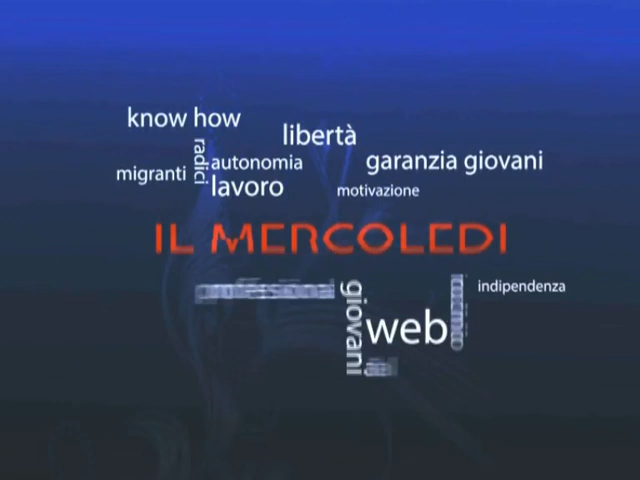 know how
libertà
radici
autonomia
garanzia giovani
migranti
lavoro
motivazione
IL MERCOLEDI
professional
giovani
web
indipendenza